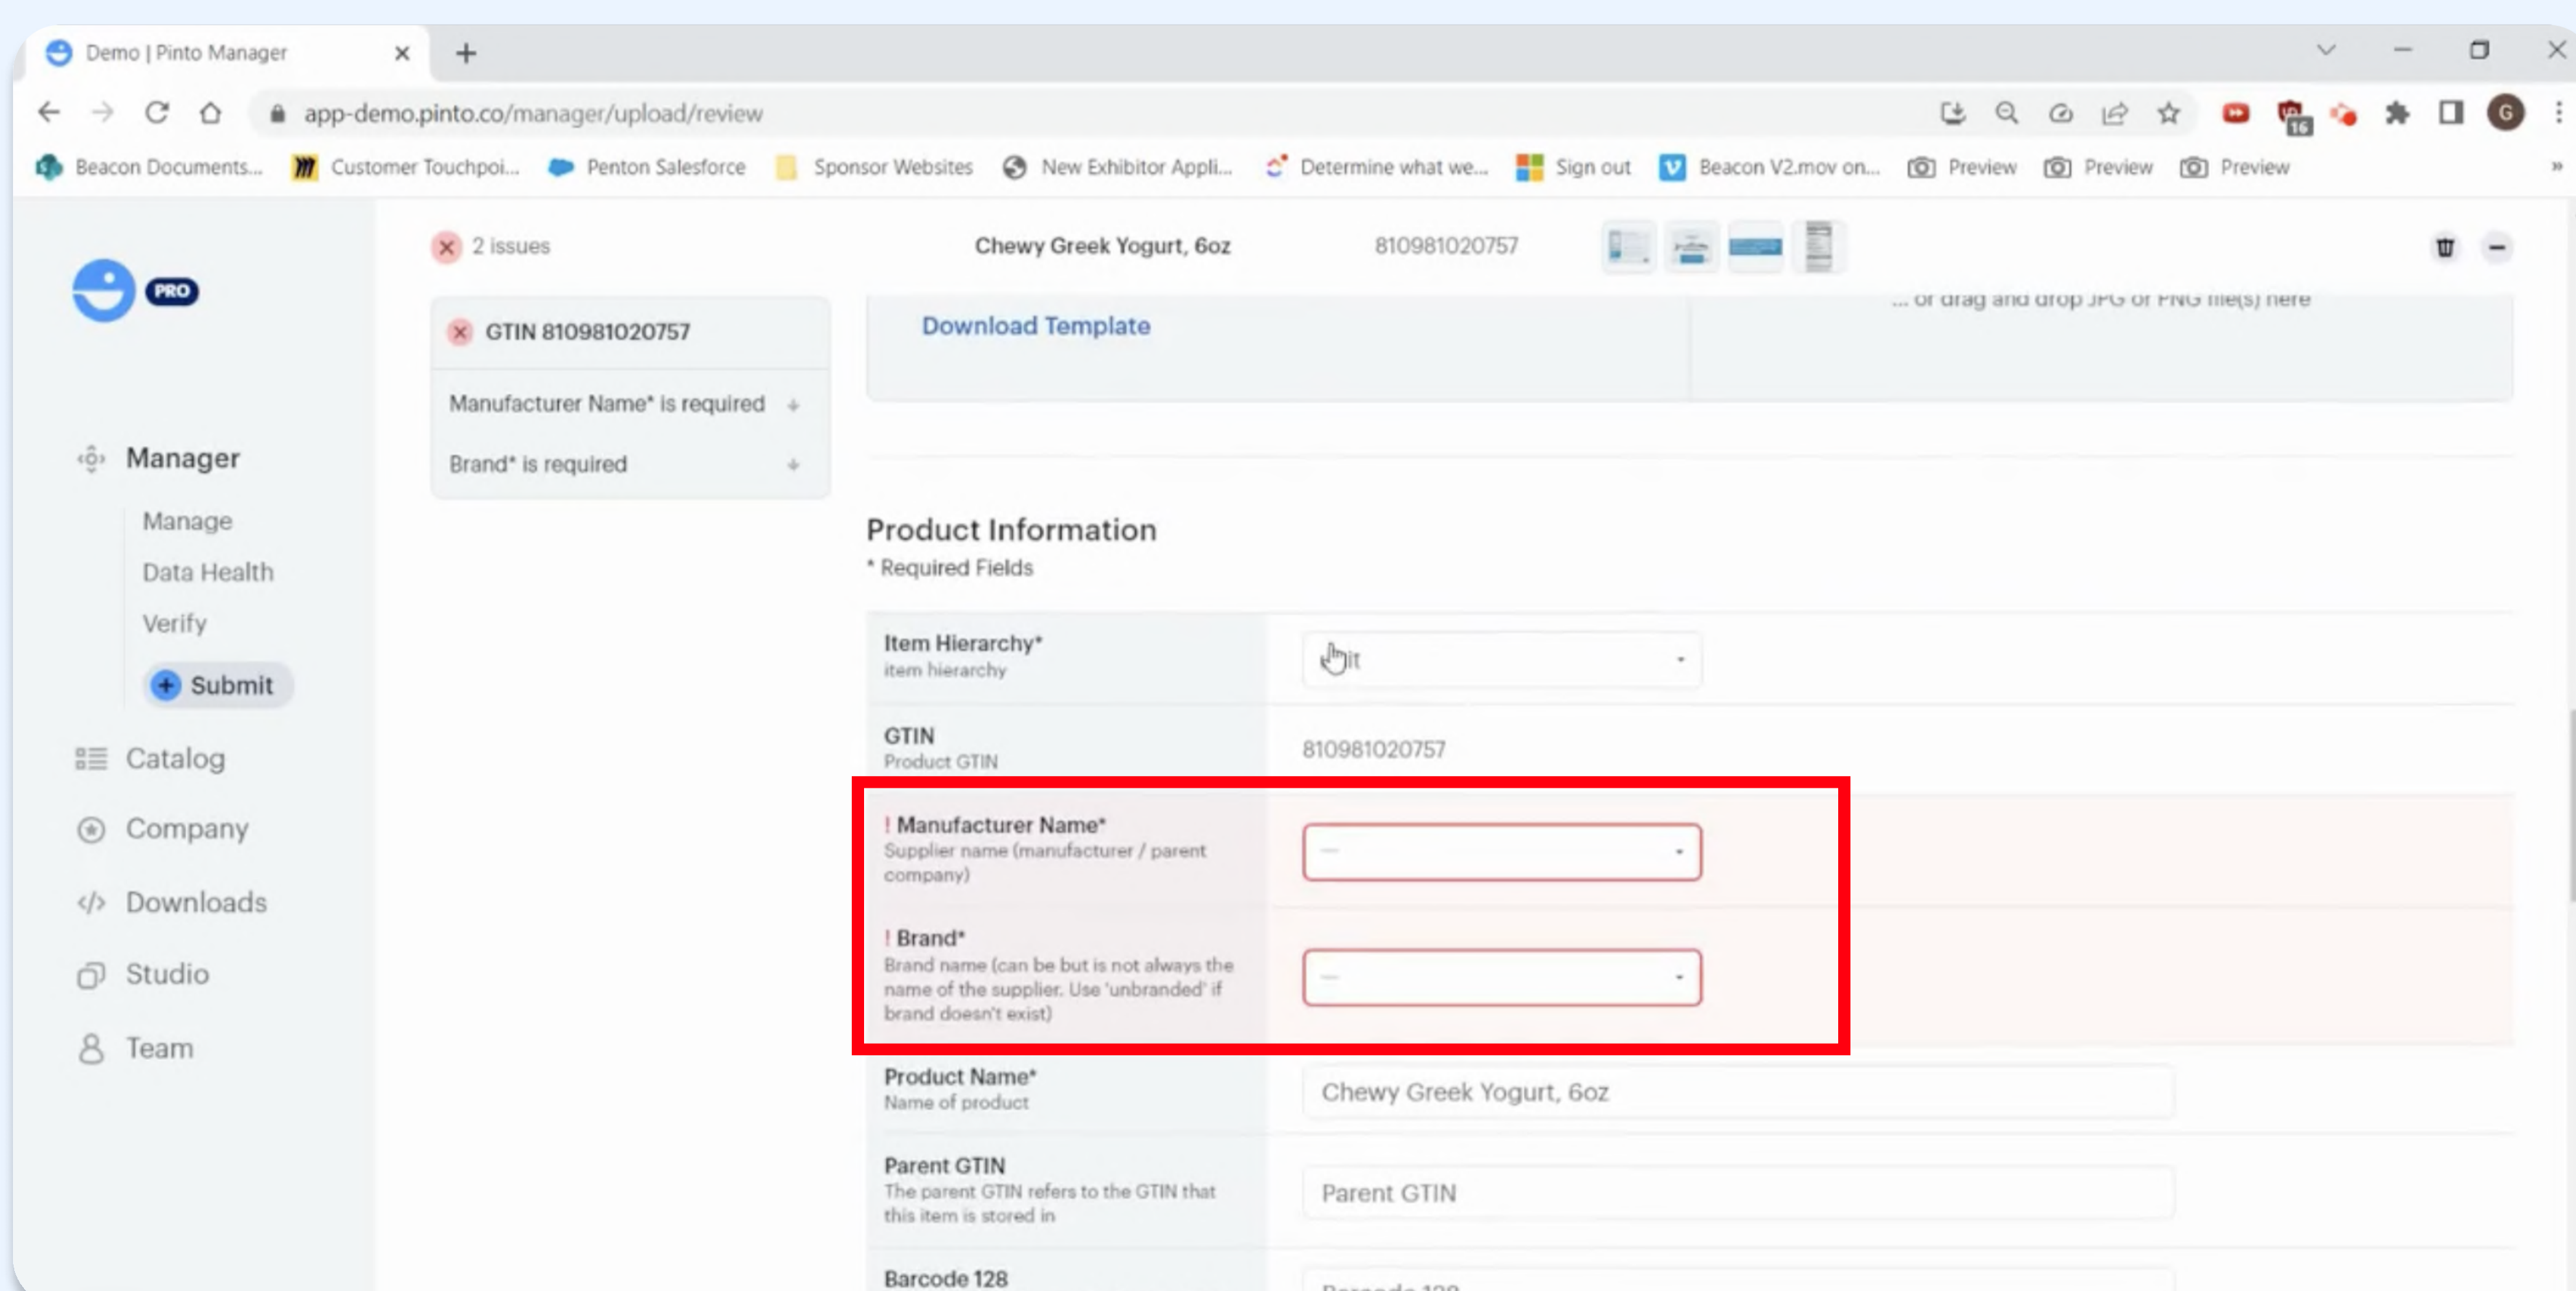 Demo | Pinto Manager
app-demo.pinto.co/manager/upload/review
G
16
Beacon Documents...
Customer Touchpoi...
Penton Salesforce
Sponsor Websites
New Exhibitor Appli...
Determine what we...
Sign out
Beacon V2.mov on...
Preview
Preview
Preview
PRO
Manager
Manage
Data Health
Verify
Submit
Catalog
Company
Downloads
Studio
Team
2 issues
Chewy Greek Yogurt, 6oz
810981020757
GTIN 810981020757
Manufacturer Name* is required
Brand* is required
Download Template
... or drag and drop JPG or PNG file(s) here
Product Information
* Required Fields
Item Hierarchy*
item hierarchy
GTIN
Product GTIN
810981020757
! Manufacturer Name*
Supplier name (manufacturer / parent
company)
! Brand*
Brand name (can be but is not always the
name of the supplier. Use 'unbranded' if
brand doesn't exist)
Product Name*
Name of product
Chewy Greek Yogurt, 6oz
Parent GTIN
The parent GTIN refers to the GTIN that
this item is stored in
Parent GTIN
Barcode 128
Barcode 128